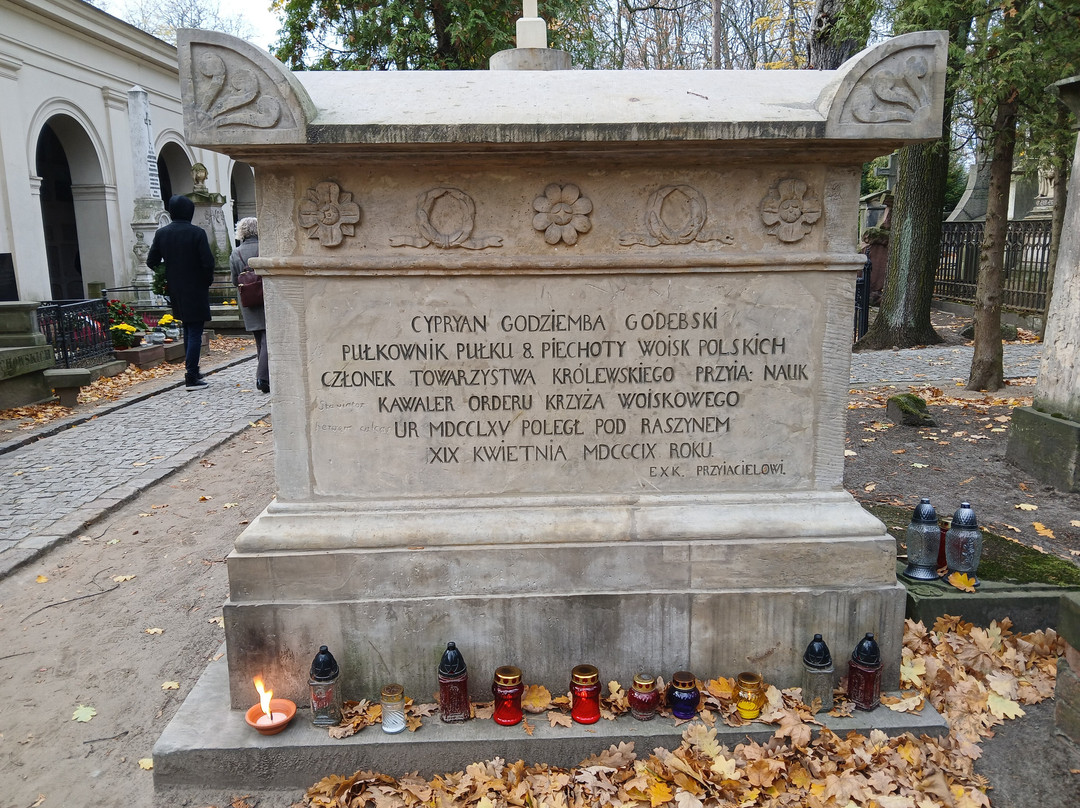 CYPRYAN GODZIEMBA GODEBSKI
PUŁKOWNIK PUŁKU 8. PIECHOTY WOISK POLSKICH
CZŁONEK TOWARZYSTWA KRÓLEWSKIEGO PRZYIA: NAUK
KAWALER ORDERU KRZYŻA WOISKOWEGO
UR MDCCLXV POLEGŁ POD RASZYNEM
XIX KWIETNIA MDCCCIX ROKU.
EXK. PRZYIACIELOWI.